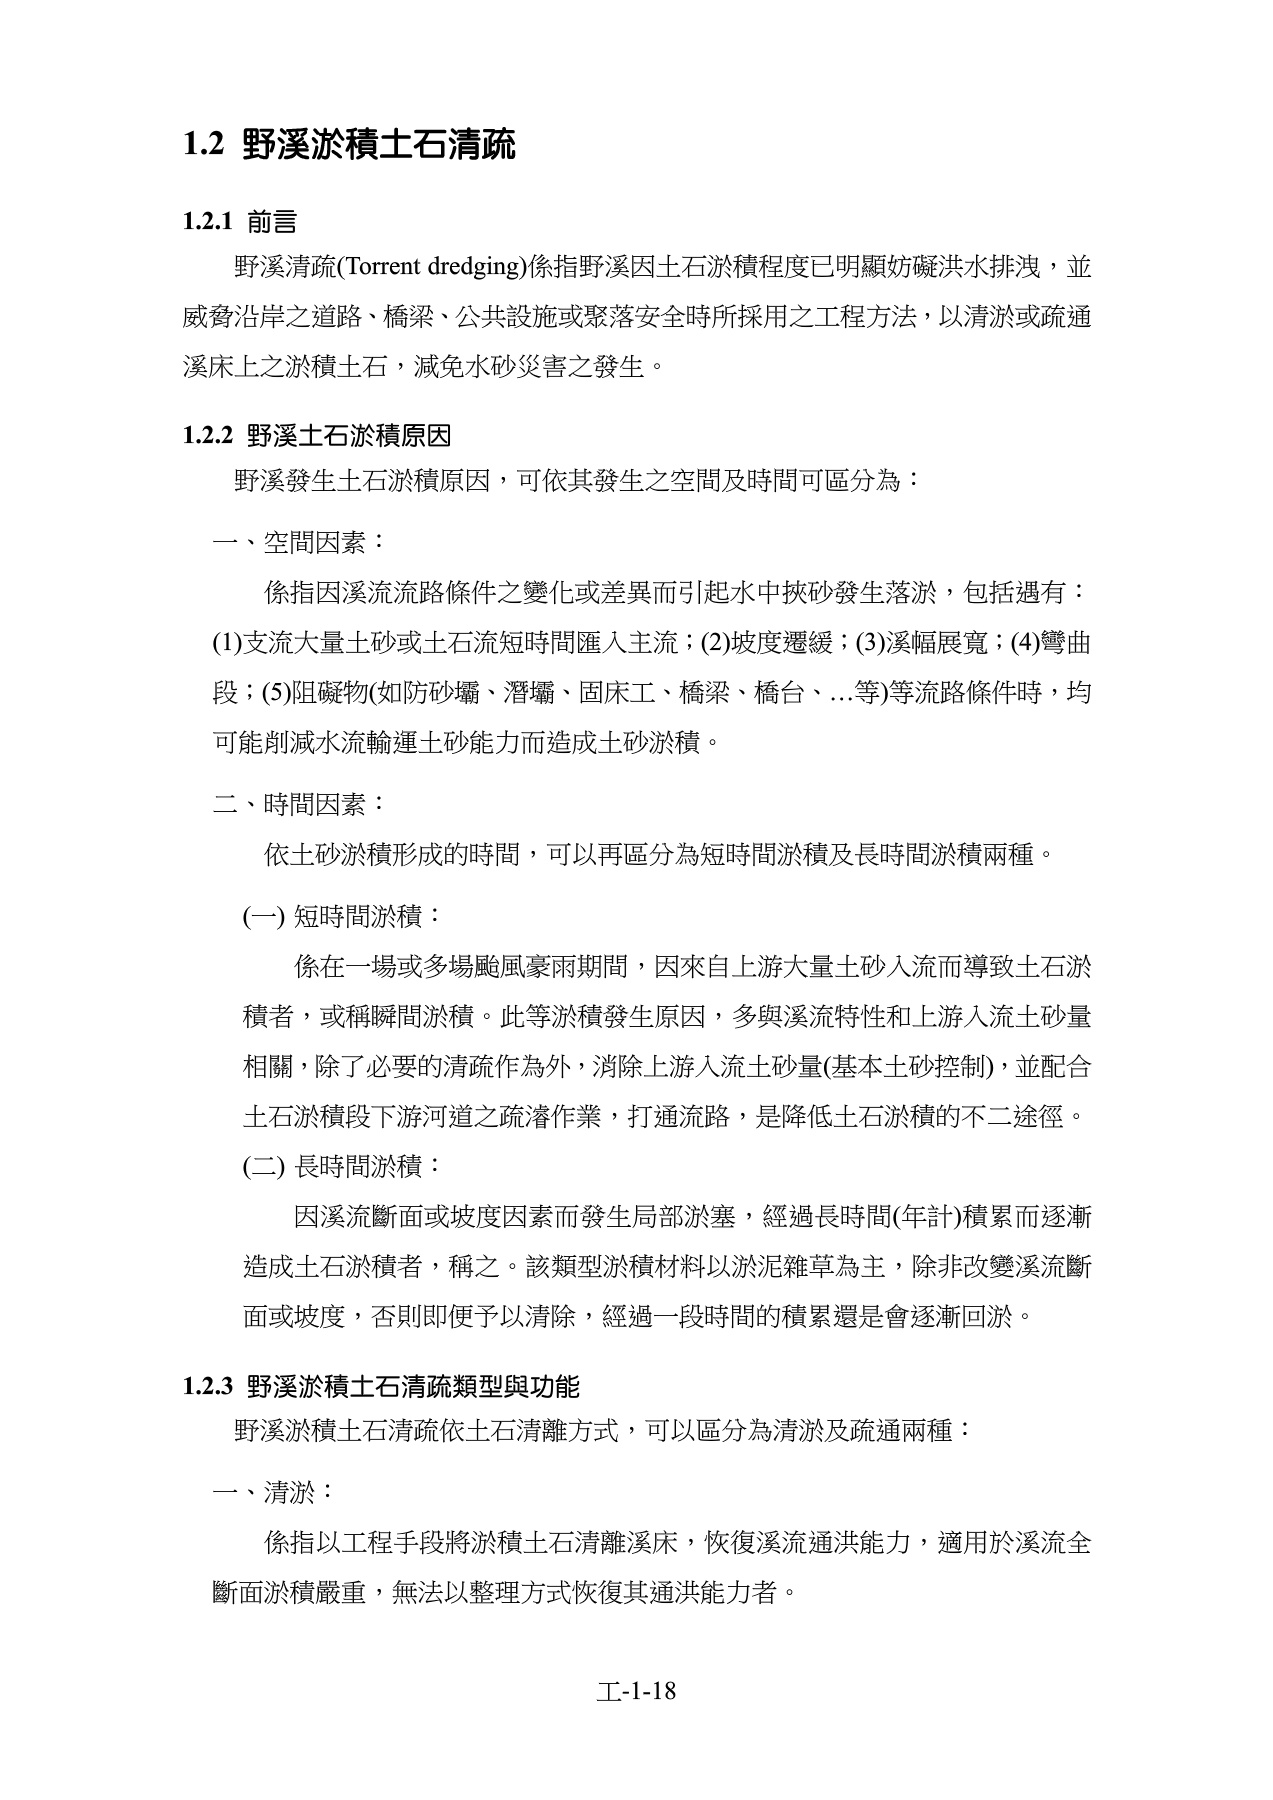 1.2 野溪淤積土石清疏
1.2.1 前言
野溪清疏(Torrent dredging)係指野溪因土石淤積程度已明顯妨礙洪水排洩，並
威脅沿岸之道路、橋梁、公共設施或聚落安全時所採用之工程方法，以清淤或疏通
溪床上之淤積土石，減免水砂災害之發生。
1.2.2 野溪土石淤積原因
野溪發生土石淤積原因，可依其發生之空間及時間可區分為：
一、空間因素：
係指因溪流流路條件之變化或差異而引起水中挾砂發生落淤，包括遇有：
(1)支流大量土砂或土石流短時間匯入主流；(2)坡度遷緩；(3)溪幅展寬；(4)彎曲
段；(5)阻礙物(如防砂壩、潛壩、固床工、橋梁、橋台、…等)等流路條件時，均
可能削減水流輸運土砂能力而造成土砂淤積。
二、時間因素：
依土砂淤積形成的時間，可以再區分為短時間淤積及長時間淤積兩種。
(一) 短時間淤積：
係在一場或多場颱風豪雨期間，因來自上游大量土砂入流而導致土石淤
積者，或稱瞬間淤積。此等淤積發生原因，多與溪流特性和上游入流土砂量
相關，除了必要的清疏作為外，消除上游入流土砂量(基本土砂控制)，並配合
土石淤積段下游河道之疏濬作業，打通流路，是降低土石淤積的不二途徑。
(二) 長時間淤積：
因溪流斷面或坡度因素而發生局部淤塞，經過長時間(年計)積累而逐漸
造成土石淤積者，稱之。該類型淤積材料以淤泥雜草為主，除非改變溪流斷
面或坡度，否則即便予以清除，經過一段時間的積累還是會逐漸回淤。
1.2.3 野溪淤積土石清疏類型與功能
野溪淤積土石清疏依土石清離方式，可以區分為清淤及疏通兩種：
一、清淤：
係指以工程手段將淤積土石清離溪床，恢復溪流通洪能力，適用於溪流全
斷面淤積嚴重，無法以整理方式恢復其通洪能力者。
工-1-18